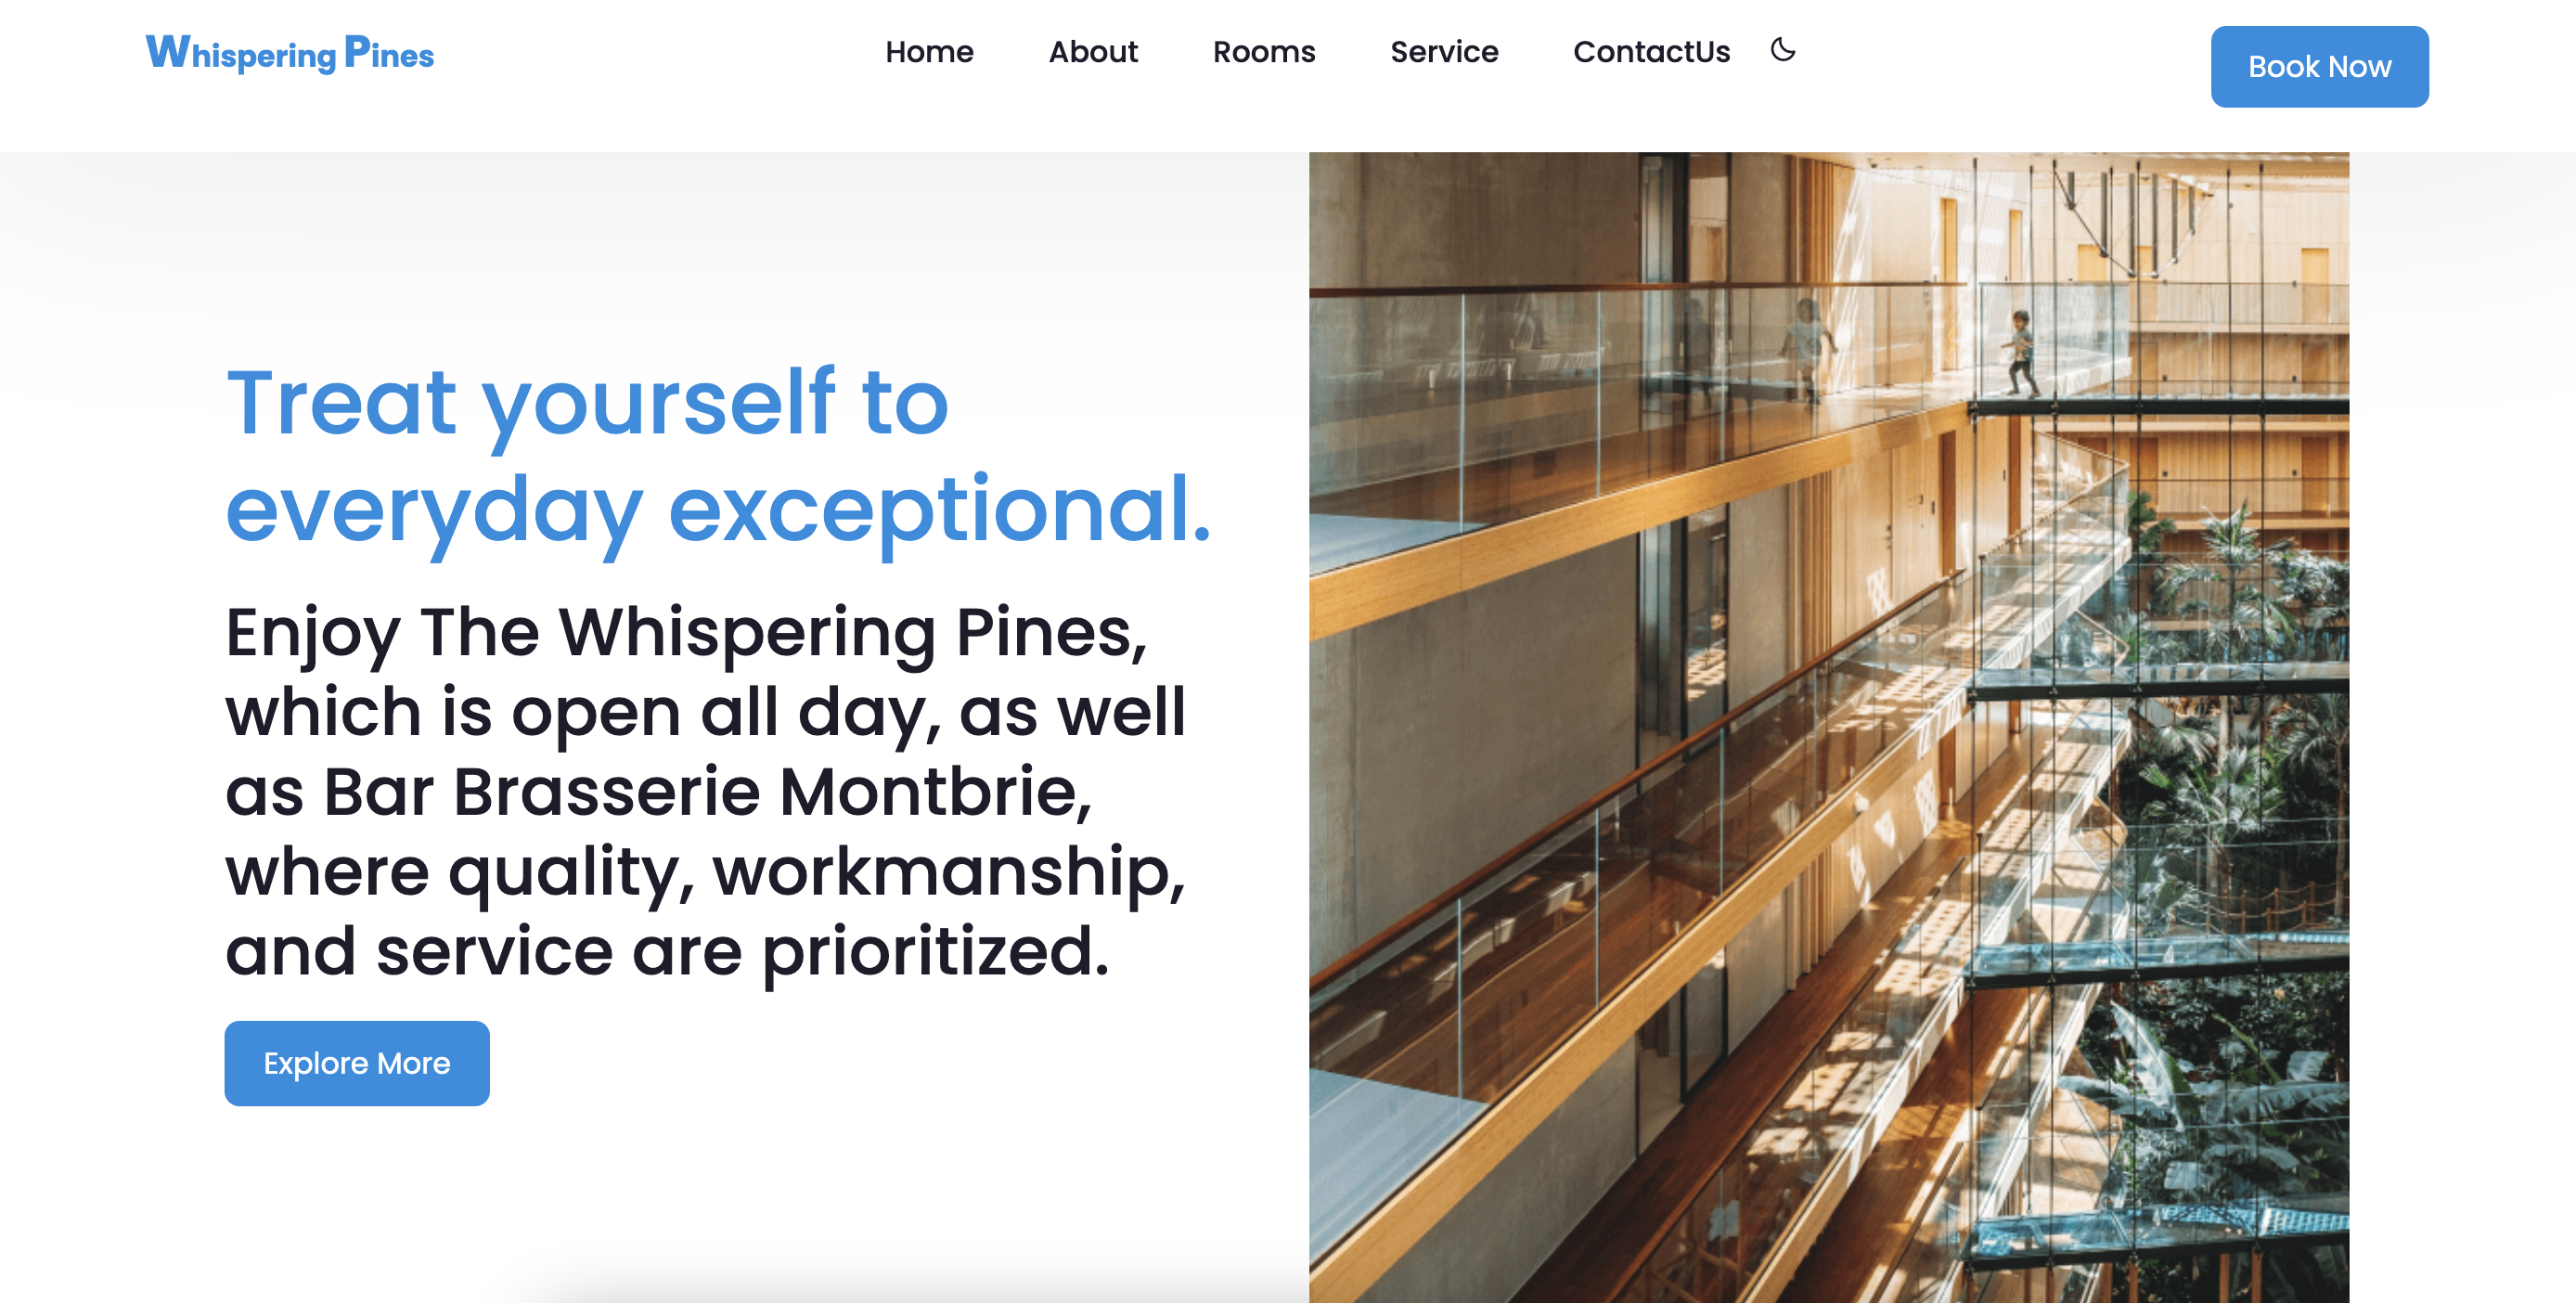 Whispering Pines
Home About Rooms Service ContactUs
Book Now
Treat yourself to
everyday exceptional.
Enjoy The Whispering Pines,
which is open all day, as well
as Bar Brasserie Montbrie,
where quality, workmanship,
and service are prioritized.
Explore More